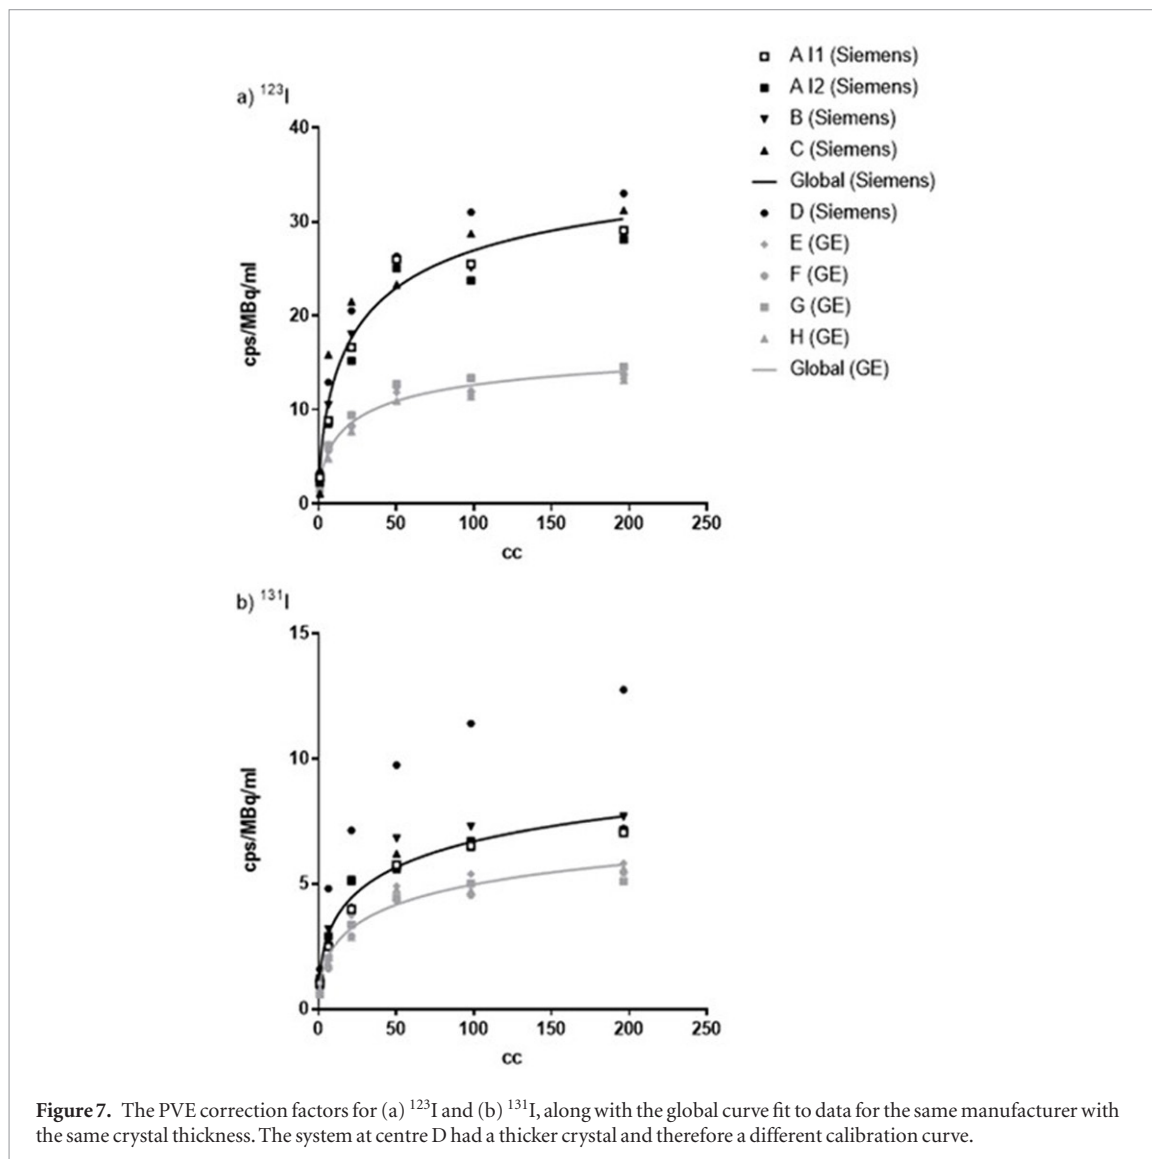 A I1 (Siemens)
A I2 (Siemens)
B (Siemens)
C (Siemens)
Global (Siemens)
D (Siemens)
E (GE)
F (GE)
G (GE)
H (GE)
Global (GE)
a) ¹²³I
40
30
20
10
0
cps/MBq/ml
0 50 100 150 200 250
cc
b) ¹³¹I
15
10
5
0
cps/MBq/ml
0 50 100 150 200 250
cc
Figure 7. The PVE correction factors for (a) ¹²³I and (b) ¹³¹I, along with the global curve fit to data for the same manufacturer with
the same crystal thickness. The system at centre D had a thicker crystal and therefore a different calibration curve.